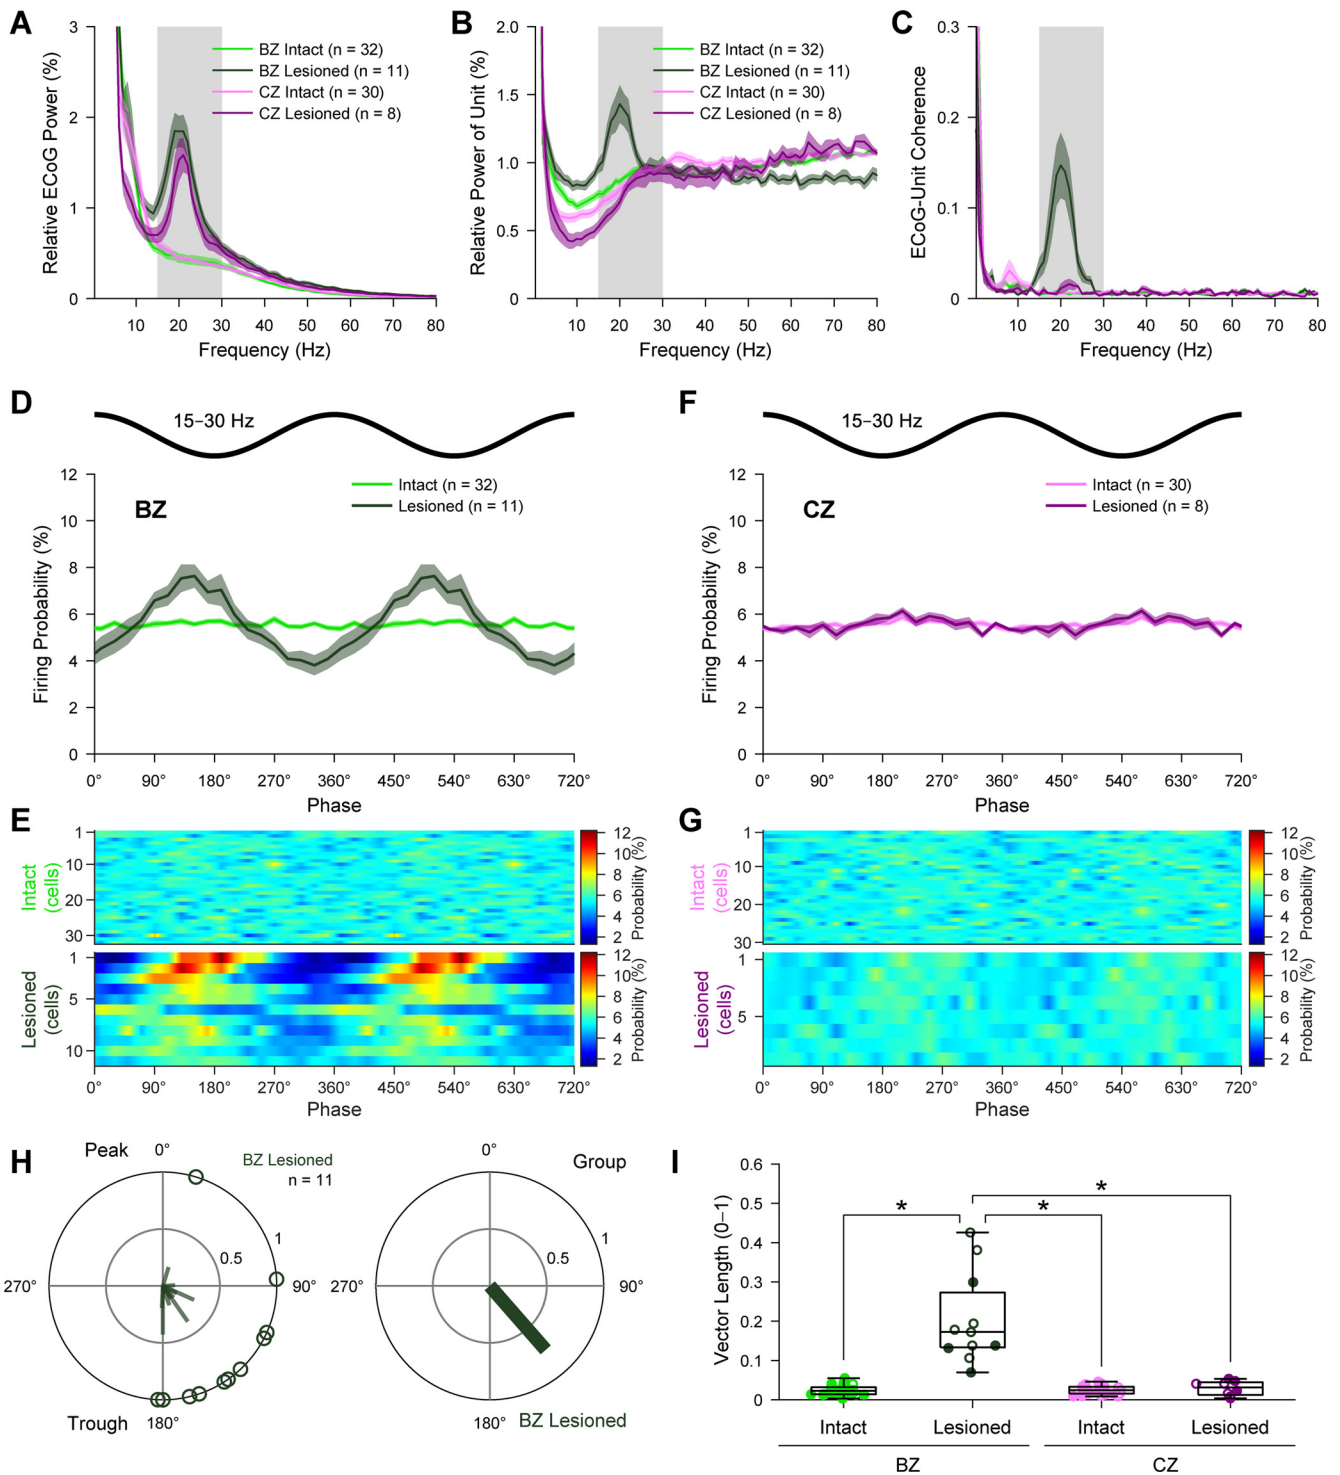 A
3
2
1
0
Relative ECoG Power (%)
BZ Intact (n = 32)
BZ Lesioned (n = 11)
CZ Intact (n = 30)
CZ Lesioned (n = 8)
10 20 30 40 50 60 70 80
Frequency (Hz)
B
2.0
1.5
1.0
0.5
0
Relative Power of Unit (%)
BZ Intact (n = 32)
BZ Lesioned (n = 11)
CZ Intact (n = 30)
CZ Lesioned (n = 8)
10 20 30 40 50 60 70 80
Frequency (Hz)
C
0.3
0.2
0.1
0
ECoG-Unit Coherence
10 20 30 40 50 60 70 80
Frequency (Hz)
D
15–30 Hz
12
10
8
6
4
2
0
Firing Probability (%)
BZ
Intact (n = 32)
Lesioned (n = 11)
0° 90° 180° 270° 360° 450° 540° 630° 720°
Phase
F
15–30 Hz
12
10
8
6
4
2
0
Firing Probability (%)
CZ
Intact (n = 30)
Lesioned (n = 8)
0° 90° 180° 270° 360° 450° 540° 630° 720°
Phase
E
Intact
(cells)
1
10
20
30
12
10
8
6
4
2
Probability (%)
Lesioned
(cells)
1
5
10
12
10
8
6
4
2
Probability (%)
0° 90° 180° 270° 360° 450° 540° 630° 720°
Phase
G
Intact
(cells)
1
10
20
30
12
10
8
6
4
2
Probability (%)
Lesioned
(cells)
1
5
12
10
8
6
4
2
Probability (%)
0° 90° 180° 270° 360° 450° 540° 630° 720°
Phase
H
Peak
0°
BZ Lesioned
n = 11
1
0.5
270°
90°
Trough
180°
0°
Group
1
0.5
270°
90°
180°
BZ Lesioned
I
0.6
0.5
0.4
0.3
0.2
0.1
0
Vector Length (0–1)
*
*
*
Intact Lesioned Intact Lesioned
BZ CZ